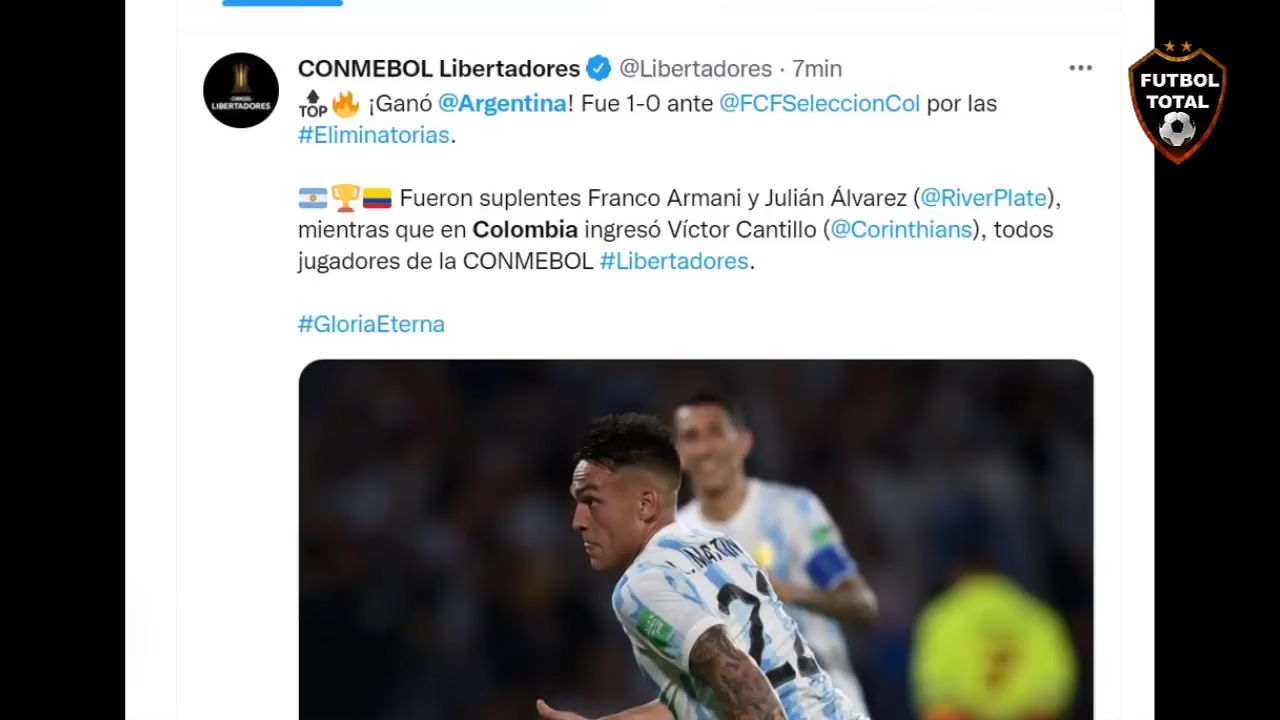 CONMEBOL Libertadores @Libertadores · 7min
FUTBOL
TOTAL
LIBERTADORES
TOP ¡Ganó @Argentina! Fue 1-0 ante @FCFSeleccionCol por las
#Eliminatorias.
Fueron suplentes Franco Armani y Julián Álvarez (@RiverPlate),
mientras que en Colombia ingresó Víctor Cantillo (@Corinthians), todos
jugadores de la CONMEBOL #Libertadores.
#GloriaEterna
22